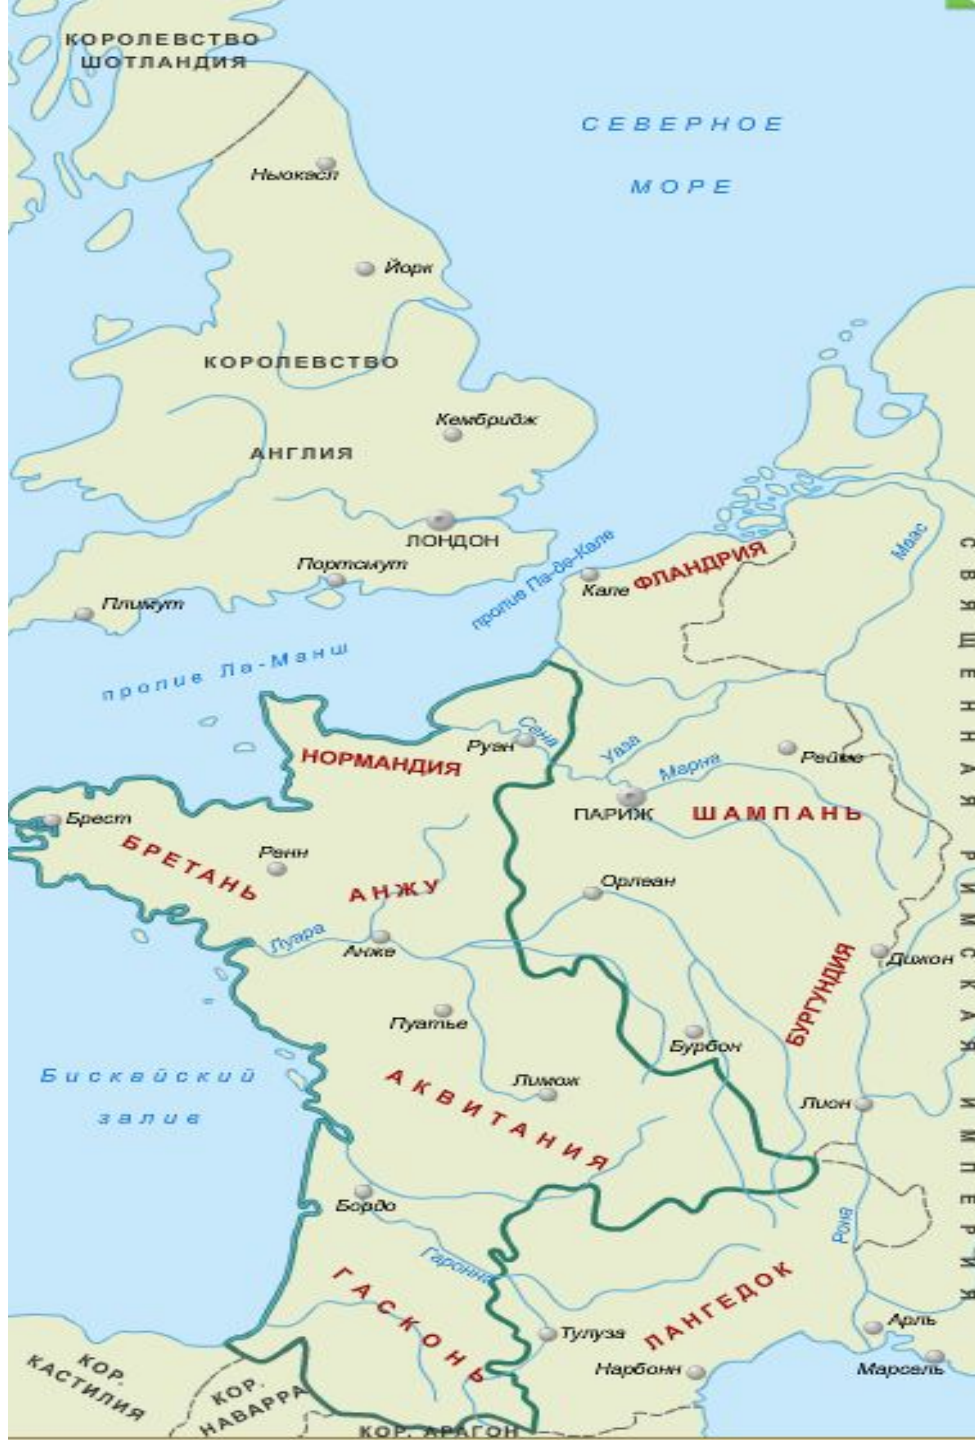 КОРОЛЕВСТВО
ШОТЛАНДИЯ
СЕВЕРНОЕ
МОРЕ
Ньюкасл
Йорк
КОРОЛЕВСТВО
АНГЛИЯ
Кембридж
ЛОНДОН
Портсмут
Плимут
пролив Па-де-Кале
Кале
ФЛАНДРИЯ
Маас
СВЯЩЕННАЯ РИМСКАЯ ИМПЕРИЯ
пролив Ла-Манш
Руан
Сена
Уаза
НОРМАНДИЯ
Марна
Реймс
ПАРИЖ
ШАМПАНЬ
Брест
БРЕТАНЬ
Ренн
АНЖУ
Орлеан
Луара
Анже
Дижон
БУРГУНДИЯ
Пуатье
Бурбон
Бискайский
залив
АКВИТАНИЯ
Лимож
Лион
Бордо
Рона
Гаронна
ГАСКОНЬ
ЛАНГЕДОК
Тулуза
Арль
Нарбонн
Марсель
КОР.
КАСТИЛИЯ
КОР.
НАВАРРА
КОР. АРАГОН